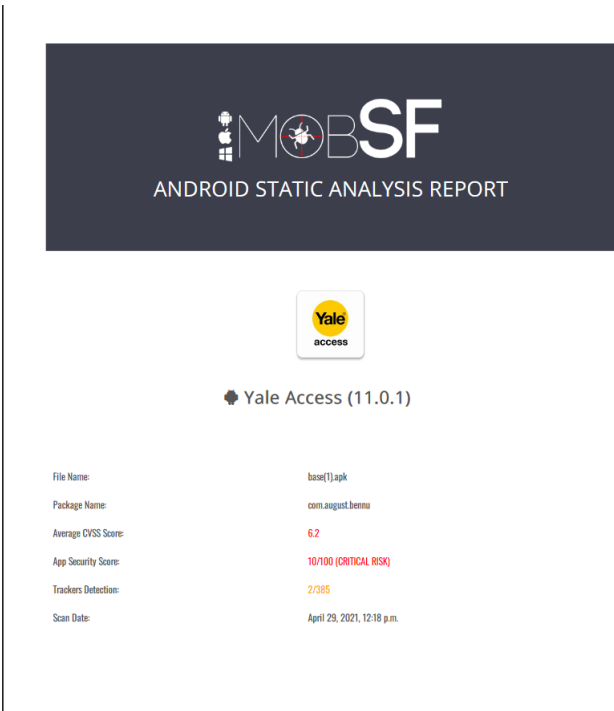 MOBSF
ANDROID STATIC ANALYSIS REPORT
Yale
access
Yale Access (11.0.1)
File Name: base(1).apk
Package Name: com.august.bennu
Average CVSS Score: 6.2
App Security Score: 10/100 (CRITICAL RISK)
Trackers Detection: 2/385
Scan Date: April 29, 2021, 12:18 p.m.